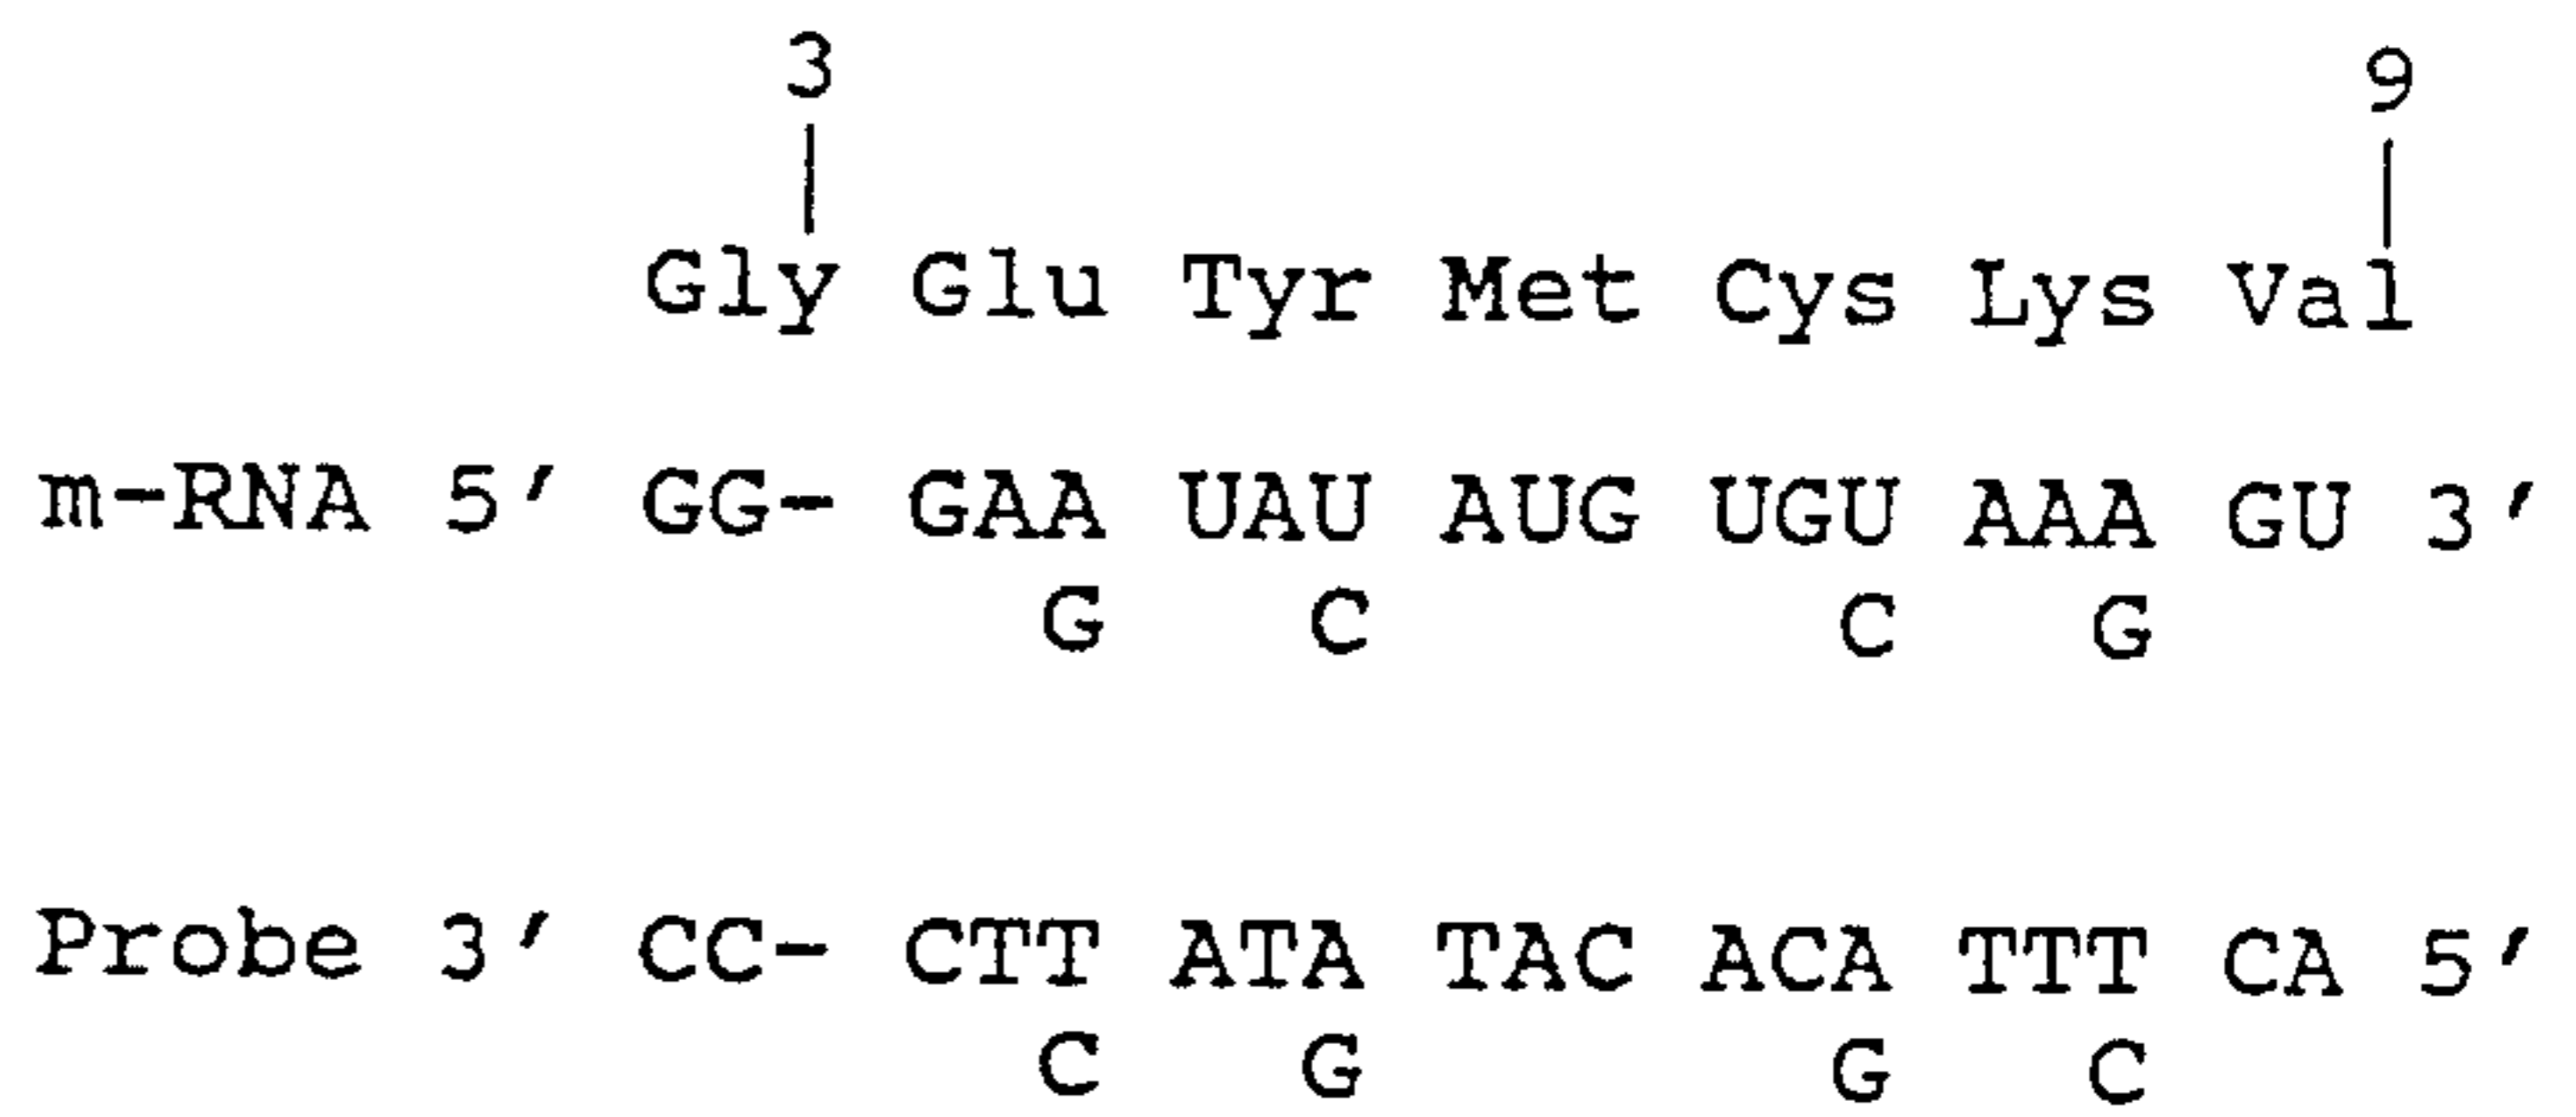 3 9
Gly Glu Tyr Met Cys Lys Val
m-RNA 5′ GG- GAA UAU AUG UGU AAA GU 3′
G C C G
Probe 3′ CC- CTT ATA TAC ACA TTT CA 5′
C G G C